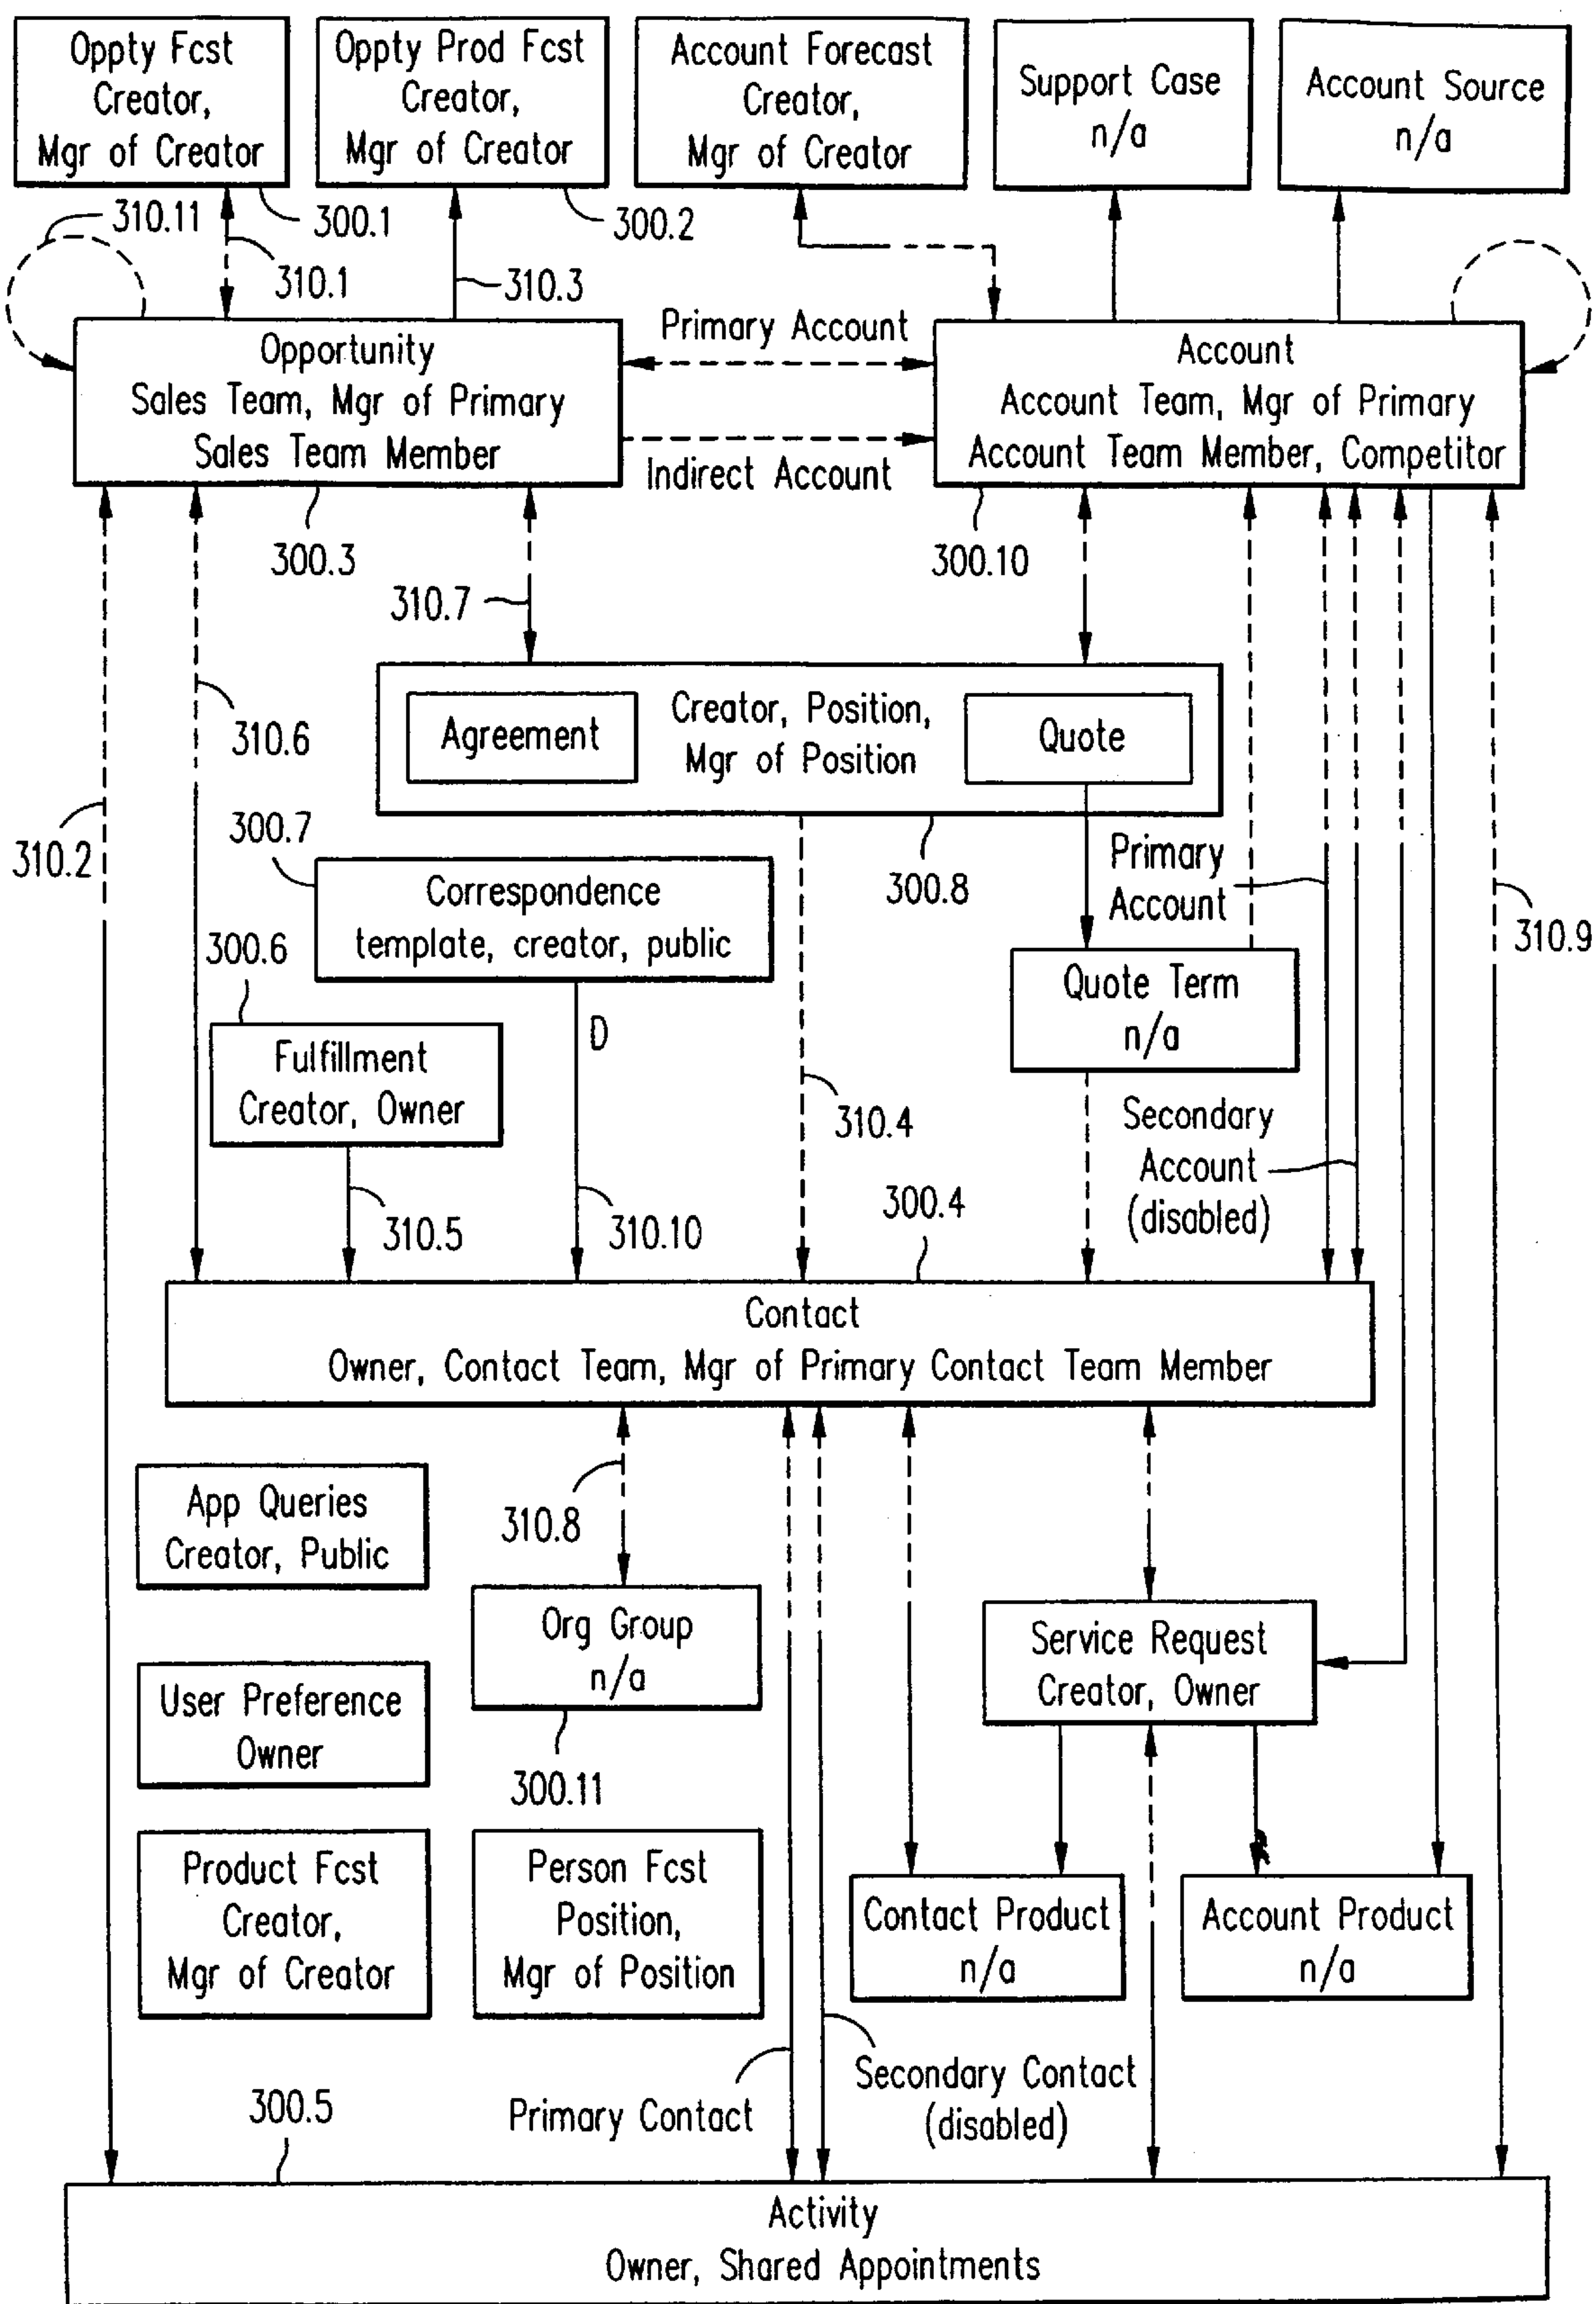 Oppty Fcst
Creator,
Mgr of Creator
Oppty Prod Fcst
Creator,
Mgr of Creator
Account Forecast
Creator,
Mgr of Creator
Support Case
n/a
Account Source
n/a
310.11
300.1
300.2
310.1
310.3
Opportunity
Sales Team, Mgr of Primary
Sales Team Member
Primary Account
Indirect Account
Account
Account Team, Mgr of Primary
Account Team Member, Competitor
300.3
300.10
310.7
310.6
Agreement
Creator, Position,
Mgr of Position
Quote
310.2
300.7
Correspondence
template, creator, public
300.8
Primary
Account
310.9
300.6
Fulfillment
Creator, Owner
D
Quote Term
n/a
310.4
Secondary
Account
(disabled)
310.5
310.10
300.4
Contact
Owner, Contact Team, Mgr of Primary Contact Team Member
App Queries
Creator, Public
310.8
Org Group
n/a
Service Request
Creator, Owner
User Preference
Owner
300.11
Product Fcst
Creator,
Mgr of Creator
Person Fcst
Position,
Mgr of Position
Contact Product
n/a
Account Product
n/a
Primary Contact
Secondary Contact
(disabled)
300.5
Activity
Owner, Shared Appointments